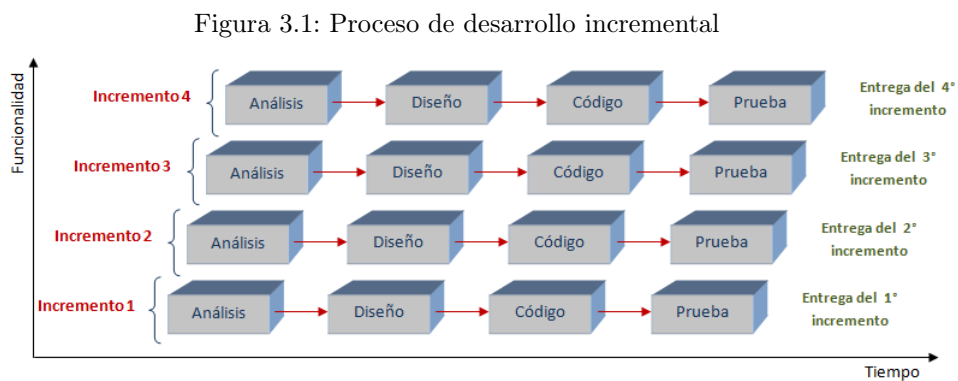 Figura 3.1: Proceso de desarrollo incremental
Funcionalidad
Incremento 4
Análisis
Diseño
Código
Prueba
Entrega del 4°
incremento
Incremento 3
Análisis
Diseño
Código
Prueba
Entrega del 3°
incremento
Incremento 2
Análisis
Diseño
Código
Prueba
Entrega del 2°
incremento
Incremento 1
Análisis
Diseño
Código
Prueba
Entrega del 1°
incremento
Tiempo